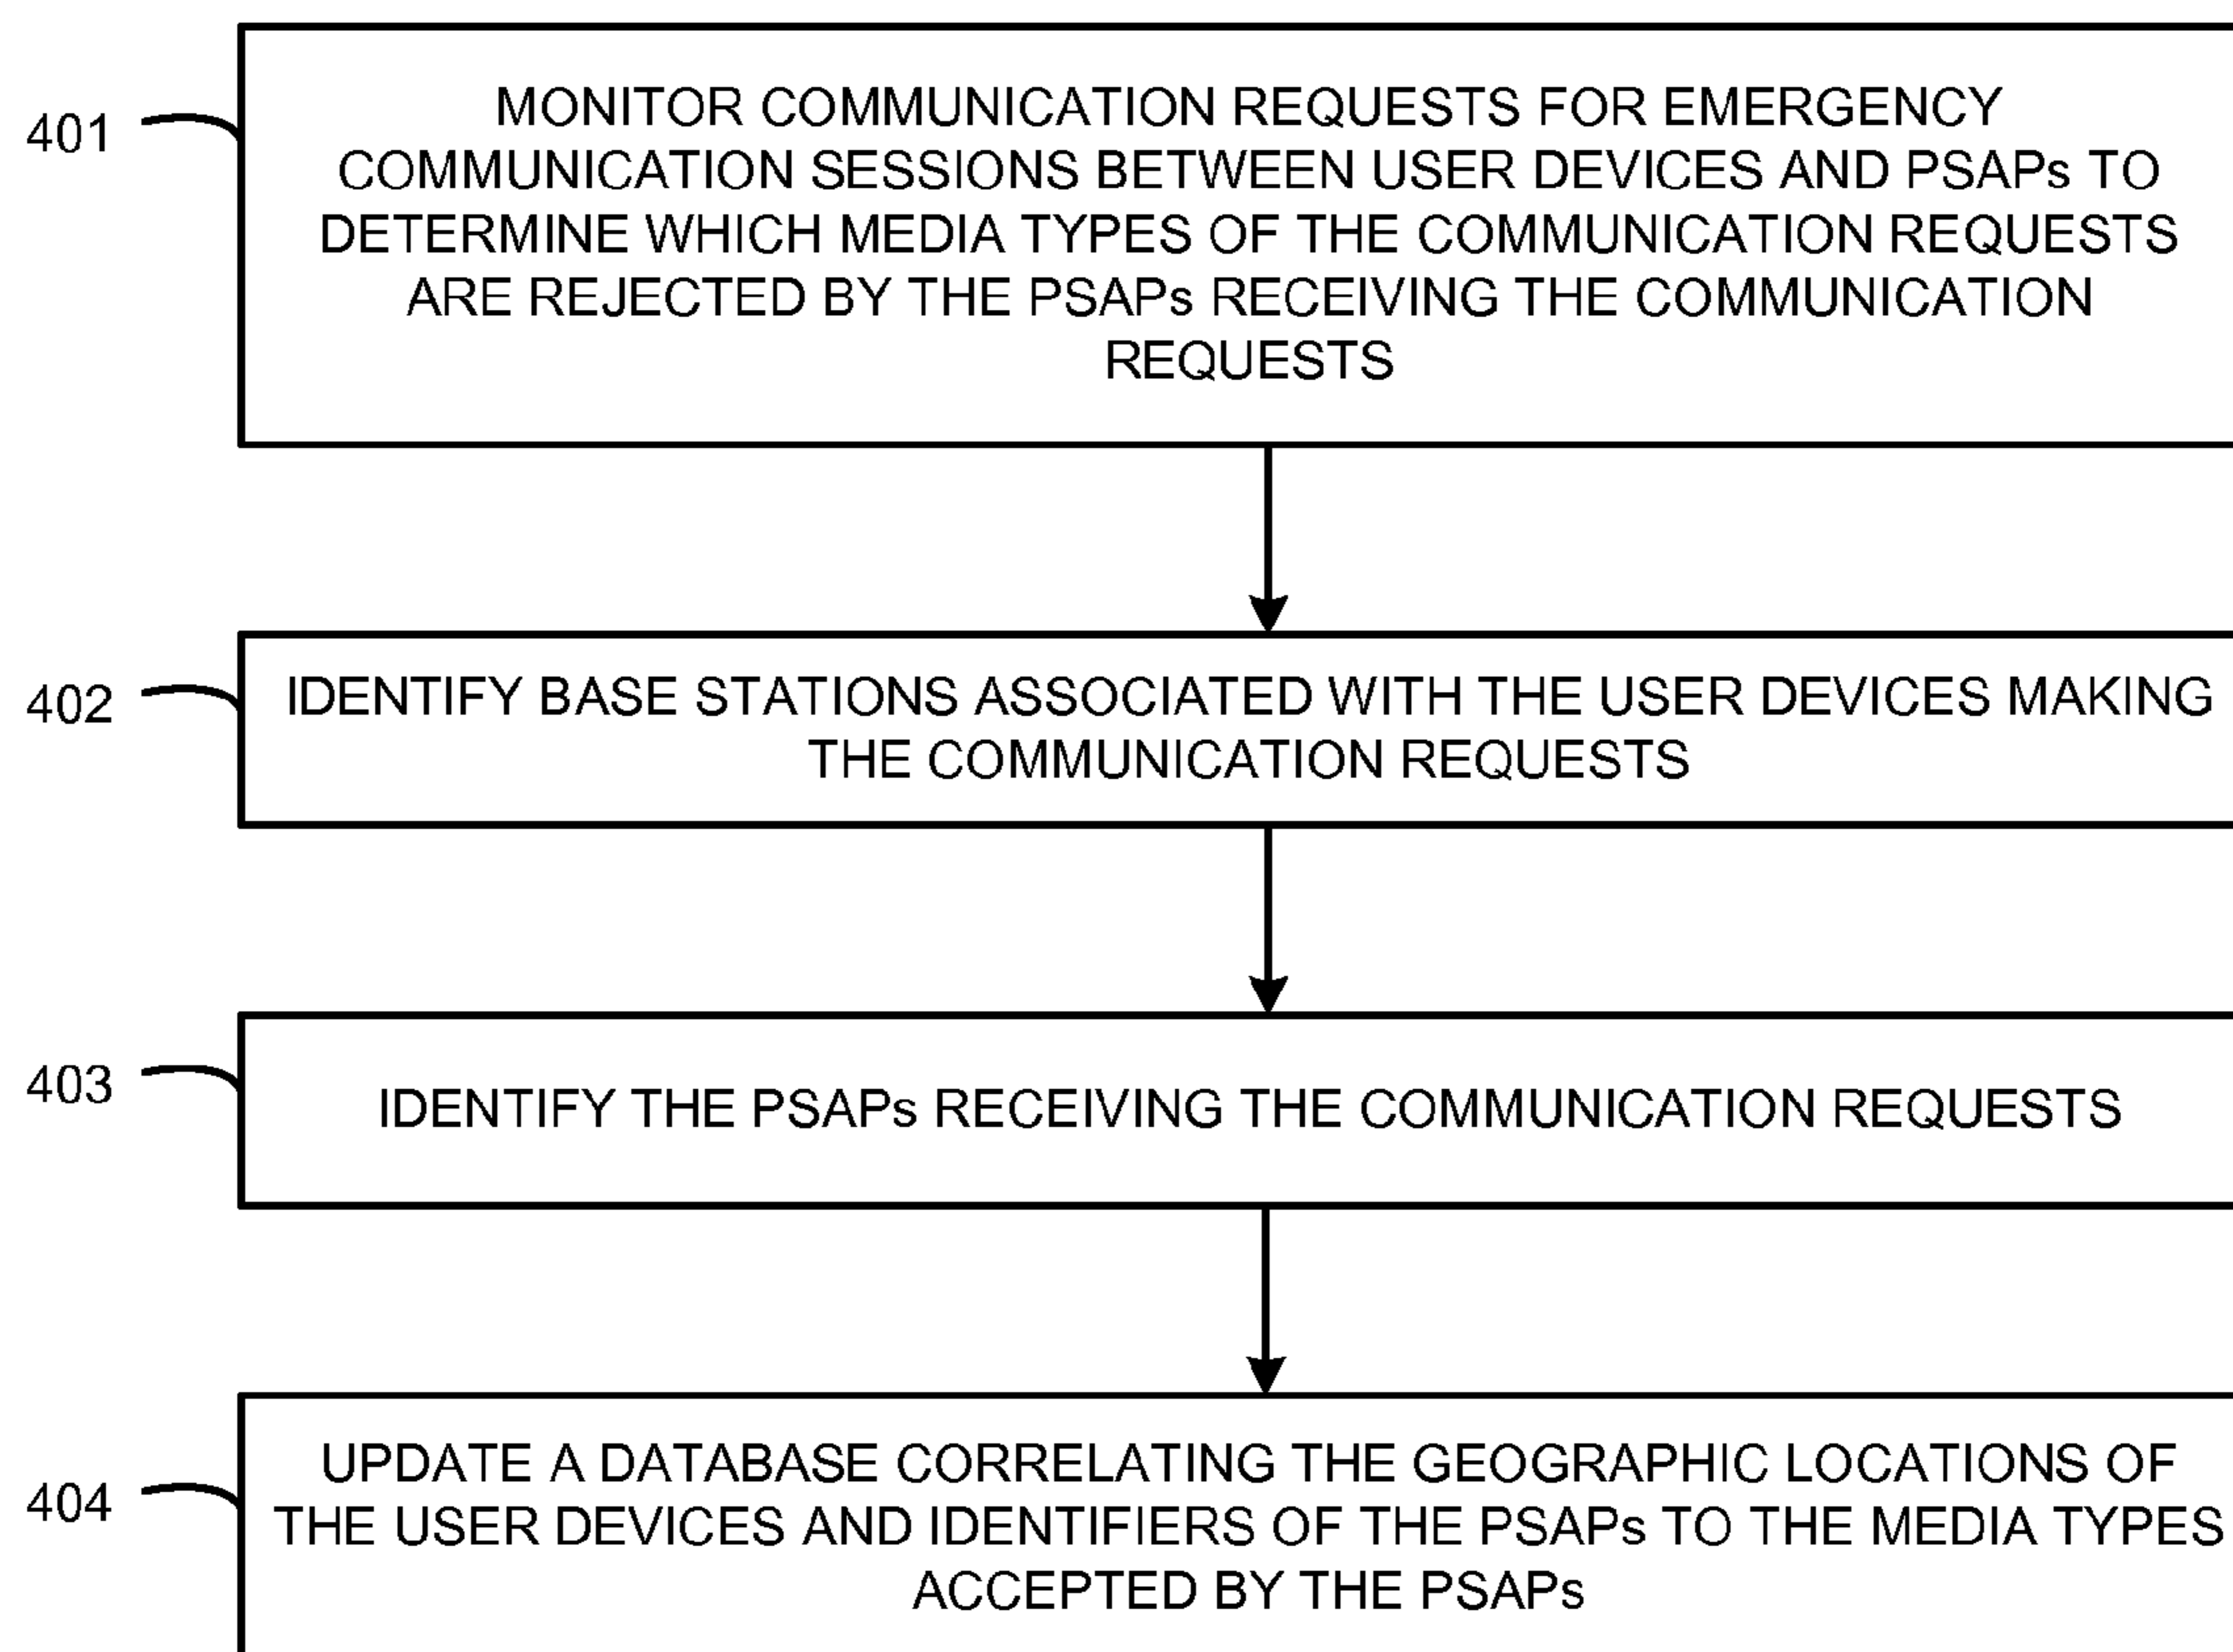 401
MONITOR COMMUNICATION REQUESTS FOR EMERGENCY
COMMUNICATION SESSIONS BETWEEN USER DEVICES AND PSAPs TO
DETERMINE WHICH MEDIA TYPES OF THE COMMUNICATION REQUESTS
ARE REJECTED BY THE PSAPs RECEIVING THE COMMUNICATION
REQUESTS
402
IDENTIFY BASE STATIONS ASSOCIATED WITH THE USER DEVICES MAKING
THE COMMUNICATION REQUESTS
403
IDENTIFY THE PSAPs RECEIVING THE COMMUNICATION REQUESTS
404
UPDATE A DATABASE CORRELATING THE GEOGRAPHIC LOCATIONS OF
THE USER DEVICES AND IDENTIFIERS OF THE PSAPs TO THE MEDIA TYPES
ACCEPTED BY THE PSAPs